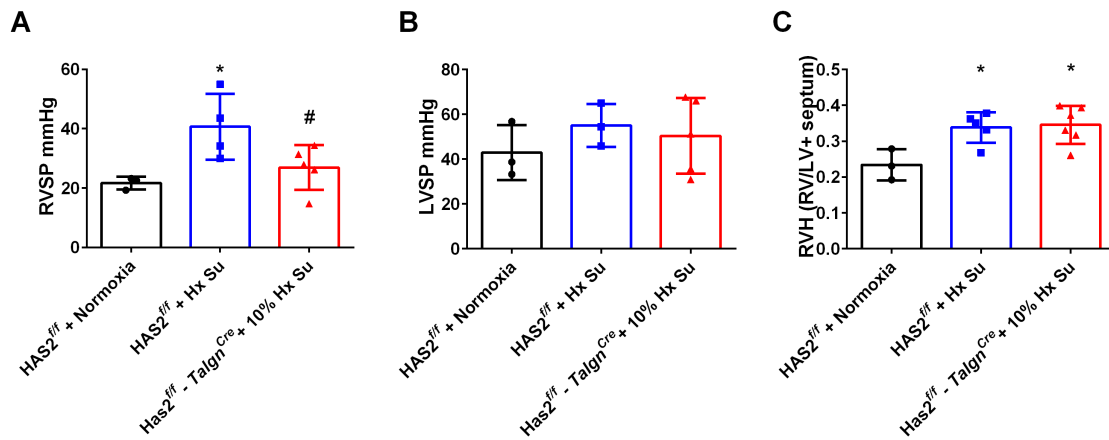 A
B
C
RVSP mmHg
60
40
20
0
*
#
HAS2f/f + Normoxia
HAS2f/f + Hx Su
Has2f/f - TalgnCre+ 10% Hx Su
LVSP mmHg
80
60
40
20
0
HAS2f/f + Normoxia
HAS2f/f + Hx Su
Has2f/f - TalgnCre+ 10% Hx Su
RVH (RV/LV+ septum)
0.5
0.4
0.3
0.2
0.1
0.0
*
*
HAS2f/f + Normoxia
HAS2f/f + Hx Su
Has2f/f - TalgnCre+ 10% Hx Su